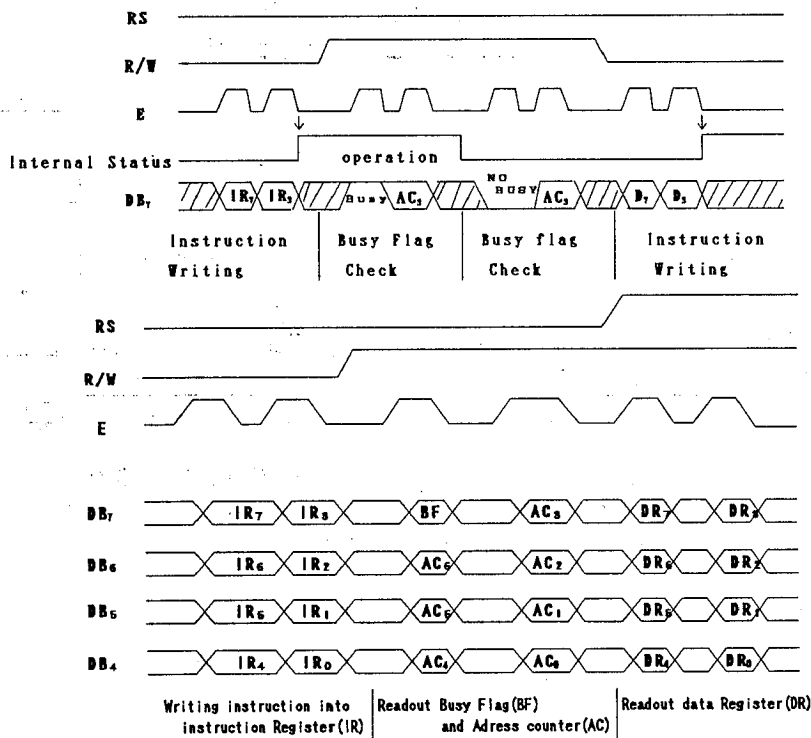 RS
R/W
E
Internal Status operation
DB₇ IR₇ IR₃ BUSY AC₃ NO BUSY AC₃ D₇ D₃
Instruction Writing
Busy Flag Check
Busy flag Check
Instruction Writing
RS
R/W
E
DB₇ IR₇ IR₃ BF AC₃ DR₇ DR₃
DB₆ IR₆ IR₂ AC₆ AC₂ DR₆ DR₂
DB₅ IR₅ IR₁ AC₅ AC₁ DR₅ DR₁
DB₄ IR₄ IR₀ AC₄ AC₀ DR₄ DR₀
Writing instruction into
instruction Register(IR)
Readout Busy Flag(BF)
and Adress counter(AC)
Readout data Register(DR)